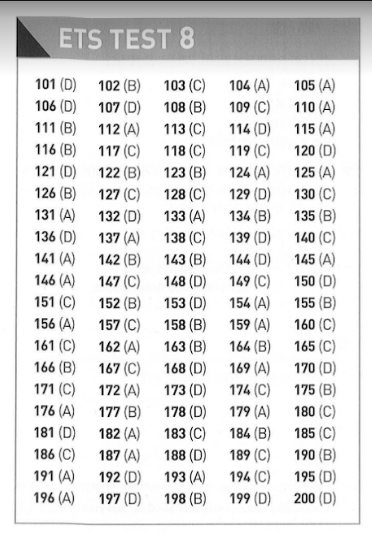 ETS TEST 8
101 (D) 102 (B) 103 (C) 104 (A) 105 (A)
106 (D) 107 (D) 108 (B) 109 (C) 110 (A)
111 (B) 112 (A) 113 (C) 114 (D) 115 (A)
116 (B) 117 (C) 118 (C) 119 (C) 120 (D)
121 (D) 122 (B) 123 (B) 124 (A) 125 (A)
126 (B) 127 (C) 128 (C) 129 (D) 130 (C)
131 (A) 132 (D) 133 (A) 134 (B) 135 (B)
136 (D) 137 (A) 138 (C) 139 (D) 140 (C)
141 (A) 142 (B) 143 (B) 144 (D) 145 (A)
146 (A) 147 (C) 148 (D) 149 (C) 150 (D)
151 (C) 152 (B) 153 (D) 154 (A) 155 (B)
156 (A) 157 (C) 158 (B) 159 (A) 160 (C)
161 (C) 162 (A) 163 (B) 164 (B) 165 (C)
166 (B) 167 (C) 168 (D) 169 (A) 170 (D)
171 (C) 172 (A) 173 (D) 174 (C) 175 (B)
176 (A) 177 (B) 178 (D) 179 (A) 180 (C)
181 (D) 182 (A) 183 (C) 184 (B) 185 (C)
186 (C) 187 (A) 188 (D) 189 (C) 190 (B)
191 (A) 192 (D) 193 (A) 194 (C) 195 (D)
196 (A) 197 (D) 198 (B) 199 (D) 200 (D)